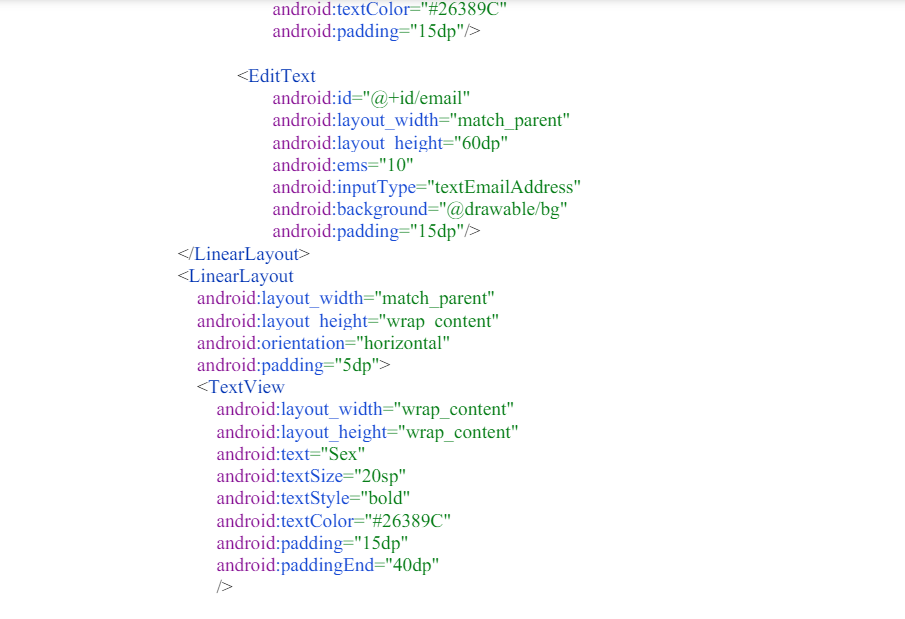 android:textColor="#26389C"
android:padding="15dp"/>
<EditText
android:id="@+id/email"
android:layout_width="match_parent"
android:layout_height="60dp"
android:ems="10"
android:inputType="textEmailAddress"
android:background="@drawable/bg"
android:padding="15dp"/>
</LinearLayout>
<LinearLayout
android:layout_width="match_parent"
android:layout_height="wrap_content"
android:orientation="horizontal"
android:padding="5dp">
<TextView
android:layout_width="wrap_content"
android:layout_height="wrap_content"
android:text="Sex"
android:textSize="20sp"
android:textStyle="bold"
android:textColor="#26389C"
android:padding="15dp"
android:paddingEnd="40dp"
/>